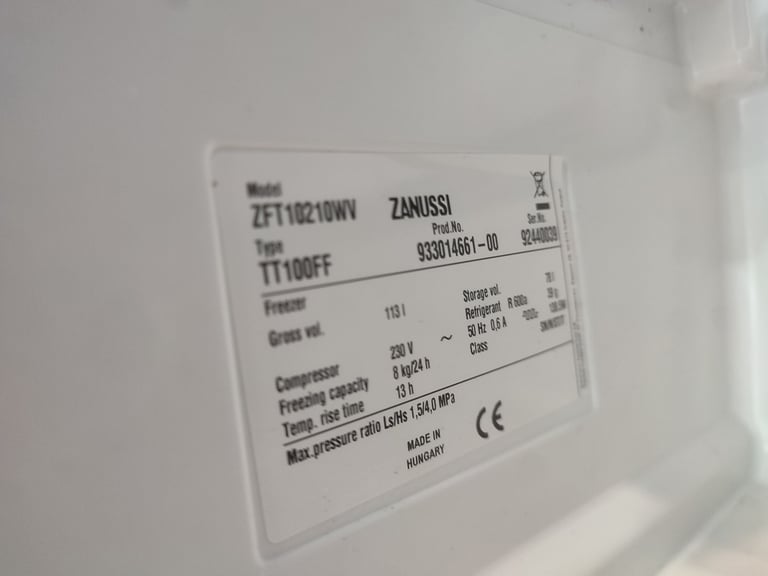 Model
ZFT10210WV
ZANUSSI
Type
TT100FF
Prod.No.
933014661-00
Ser.No.
92440039
Freezer
Gross vol. 113 l
Storage vol.
Refrigerant R 600a
Compressor 230 V ~ 50 Hz 0,6 A
Freezing capacity 8 kg/24 h
Class
Temp. rise time 13 h
Max.pressure ratio Ls/Hs 1,5/4,0 MPa
MADE IN
HUNGARY
CE